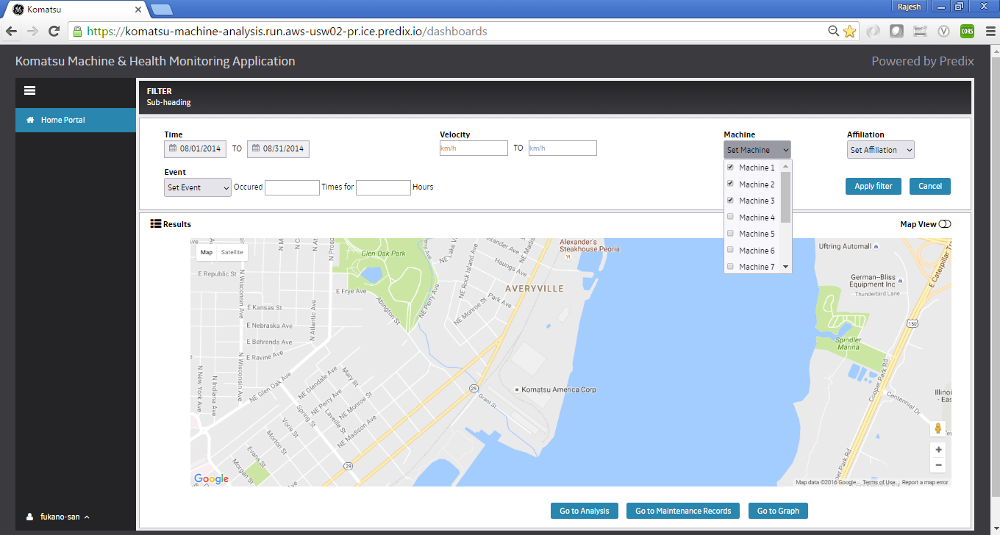 Komatsu
Rajesh
https://komatsu-machine-analysis.run.aws-usw02-pr.ice.predix.io/dashboards
CORS
Komatsu Machine & Health Monitoring Application
Powered by Predix
Home Portal
fukano-san
FILTER
Sub-heading
Time
08/01/2014 TO 08/31/2014
Velocity
km/h TO km/h
Machine
Set Machine
Machine 1
Machine 2
Machine 3
Machine 4
Machine 5
Machine 6
Machine 7
Affiliation
Set Affiliation
Event
Set Event Occured Times for Hours
Apply filter Cancel
Results
Map View
Map Satellite
Glen Oak Park
Alexander's
Steakhouse Peoria
Uftring Automall
E Republic St
NE Lake V
Haungs Ave
AVERYVILLE
German-Bliss
Equipment Inc
Thunderbird Lane
E Caterpillar Tr
E Frye Ave
Abington St
NE Perry Ave
NE Rock Island Ave
Park Ave
NE Monroe St
N Wisconsin Ave
N Atlantic Ave
E Kansas St
E Nebraska Ave
E Behrends Ave
E Ravine Ave
150
Spindler
Marina
N New York Ave
N Indiana Ave
N Wisconsin Ave
NE Glen Oak Ave
NE Glendale Ave
Mary St
NE Perry Ave
NE Monroe St
Spring St
Laveille St
NE Madison Ave
Voris St
Morton St
Evans St
Morgan St
29
Grant St
Komatsu America Corp
29
Cooper Park Rd
Centennial Dr
Illinoi
- Eas
+
−
Google
Map data ©2016 Google
Terms of Use
Report a map error
Go to Analysis
Go to Maintenance Records
Go to Graph